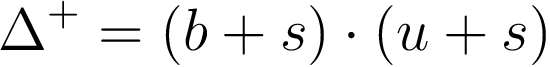 Δ⁺ = (b + s) · (u + s)